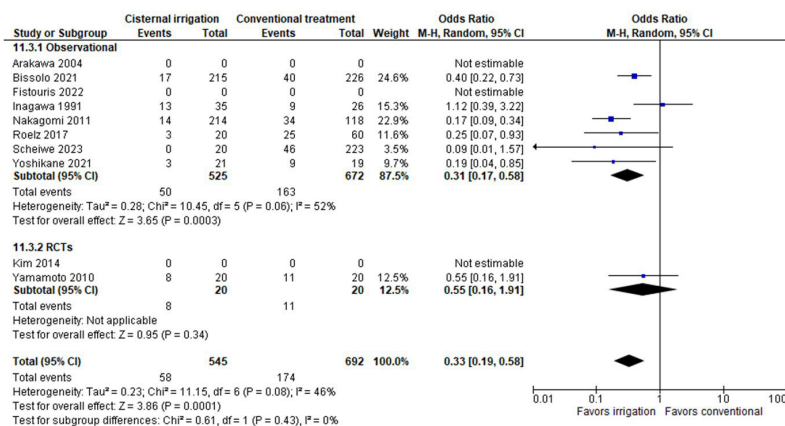 Cisternal irrigation Conventional treatment Odds Ratio Odds Ratio
Study or Subgroup Events Total Events Total Weight M-H, Random, 95% CI M-H, Random, 95% CI
11.3.1 Observational
Arakawa 2004 0 0 0 0 Not estimable
Bissolo 2021 17 215 40 226 24.6% 0.40 [0.22, 0.73]
Fistouris 2022 0 0 0 0 Not estimable
Inagawa 1991 13 35 9 26 15.3% 1.12 [0.39, 3.22]
Nakagomi 2011 14 214 34 118 22.9% 0.17 [0.09, 0.34]
Roelz 2017 3 20 25 60 11.6% 0.25 [0.07, 0.93]
Scheiwe 2023 0 20 46 223 3.5% 0.09 [0.01, 1.57]
Yoshikane 2021 3 21 9 19 9.7% 0.19 [0.04, 0.85]
Subtotal (95% CI) 525 672 87.5% 0.31 [0.17, 0.58]
Total events 50 163
Heterogeneity: Tau² = 0.28; Chi² = 10.45, df = 5 (P = 0.06); I² = 52%
Test for overall effect: Z = 3.65 (P = 0.0003)
11.3.2 RCTs
Kim 2014 0 0 0 0 Not estimable
Yamamoto 2010 8 20 11 20 12.5% 0.55 [0.16, 1.91]
Subtotal (95% CI) 20 20 12.5% 0.55 [0.16, 1.91]
Total events 8 11
Heterogeneity: Not applicable
Test for overall effect: Z = 0.95 (P = 0.34)
Total (95% CI) 545 692 100.0% 0.33 [0.19, 0.58]
Total events 58 174
Heterogeneity: Tau² = 0.23; Chi² = 11.15, df = 6 (P = 0.08); I² = 46%
Test for overall effect: Z = 3.86 (P = 0.0001)
Test for subgroup differences: Chi² = 0.61, df = 1 (P = 0.43), I² = 0%
0.01 0.1 1 10 100
Favors irrigation Favors conventional